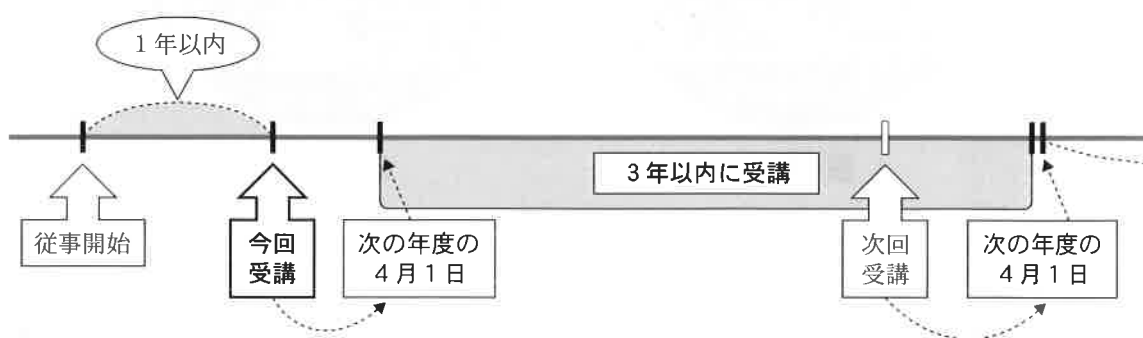 1年以内
3年以内に受講
従事開始
今回
受講
次の年度の
4月1日
次回
受講
次の年度の
4月1日